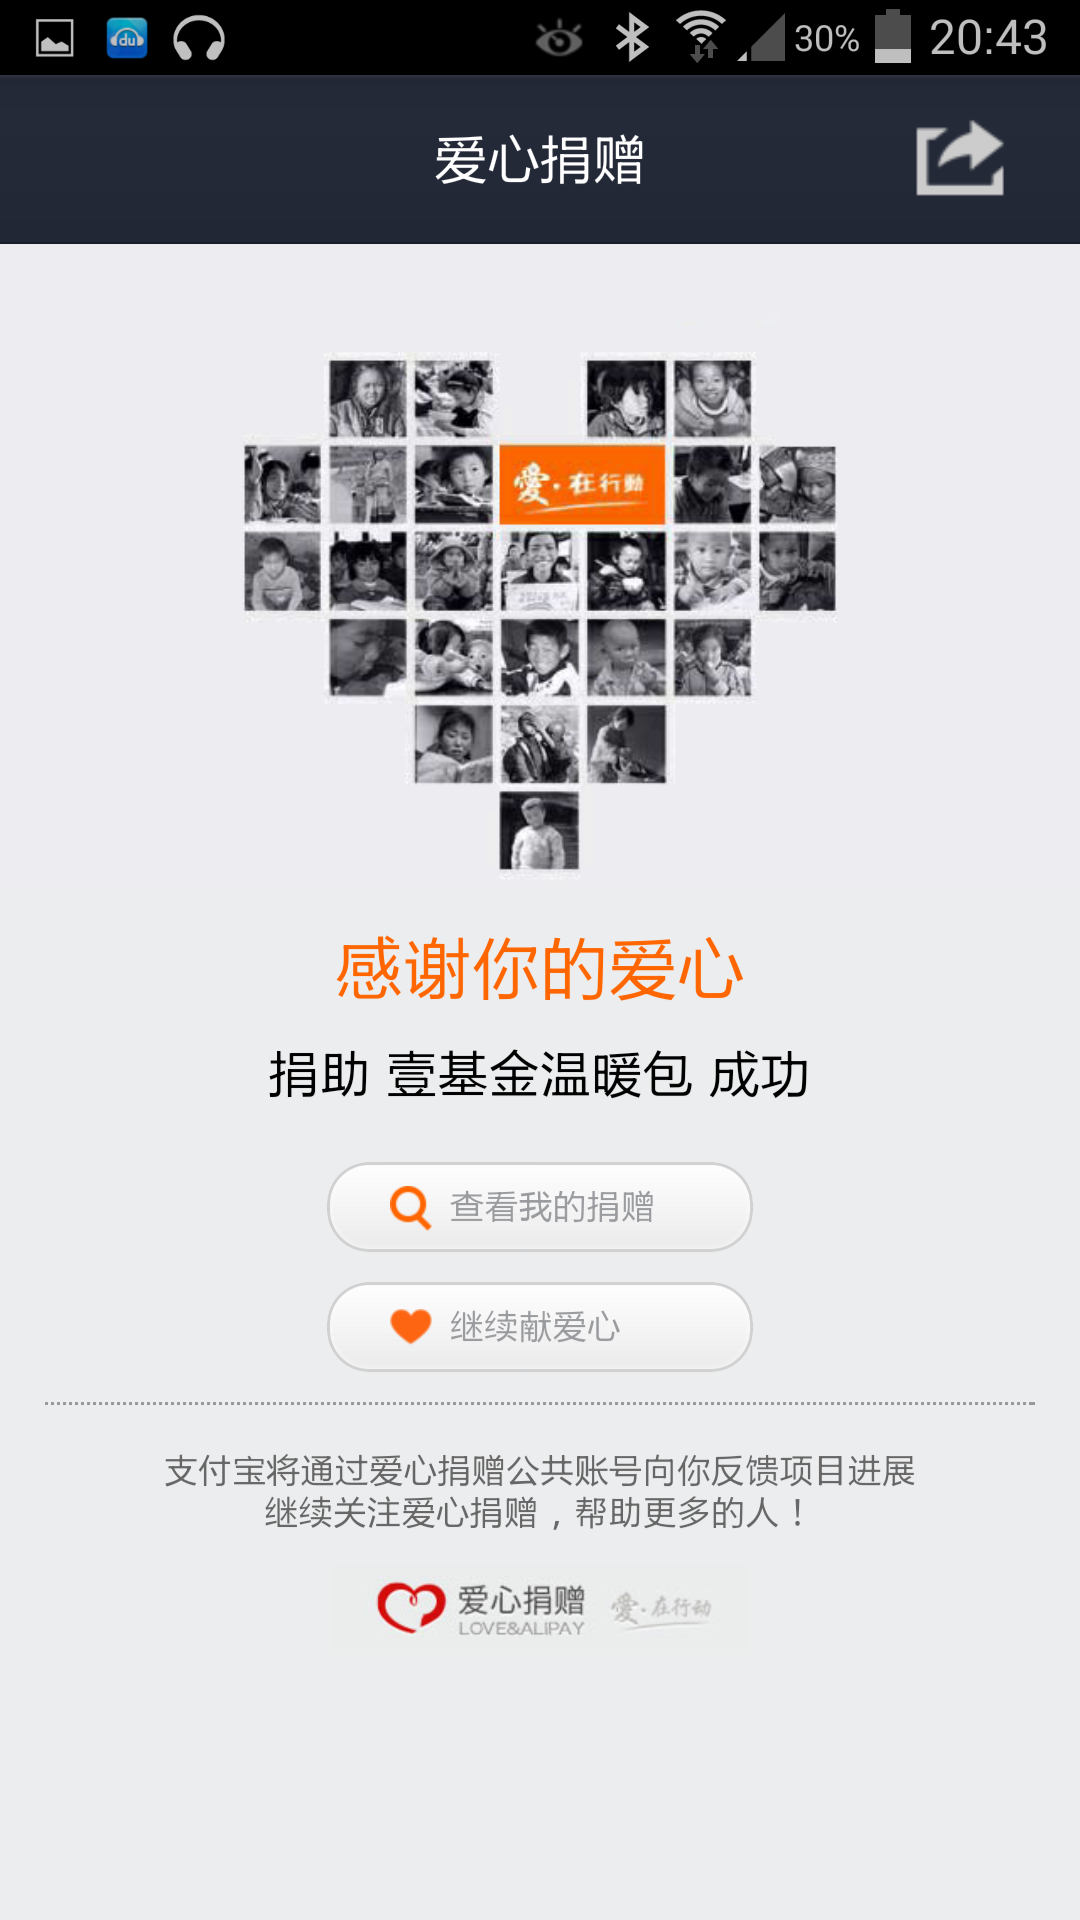 du
30%
20:43
爱心捐赠
愛·在行動
感谢你的爱心
捐助 壹基金温暖包 成功
查看我的捐赠
继续献爱心
支付宝将通过爱心捐赠公共账号向你反馈项目进展
继续关注爱心捐赠，帮助更多的人！
爱心捐赠
LOVE&ALIPAY
愛·在行动